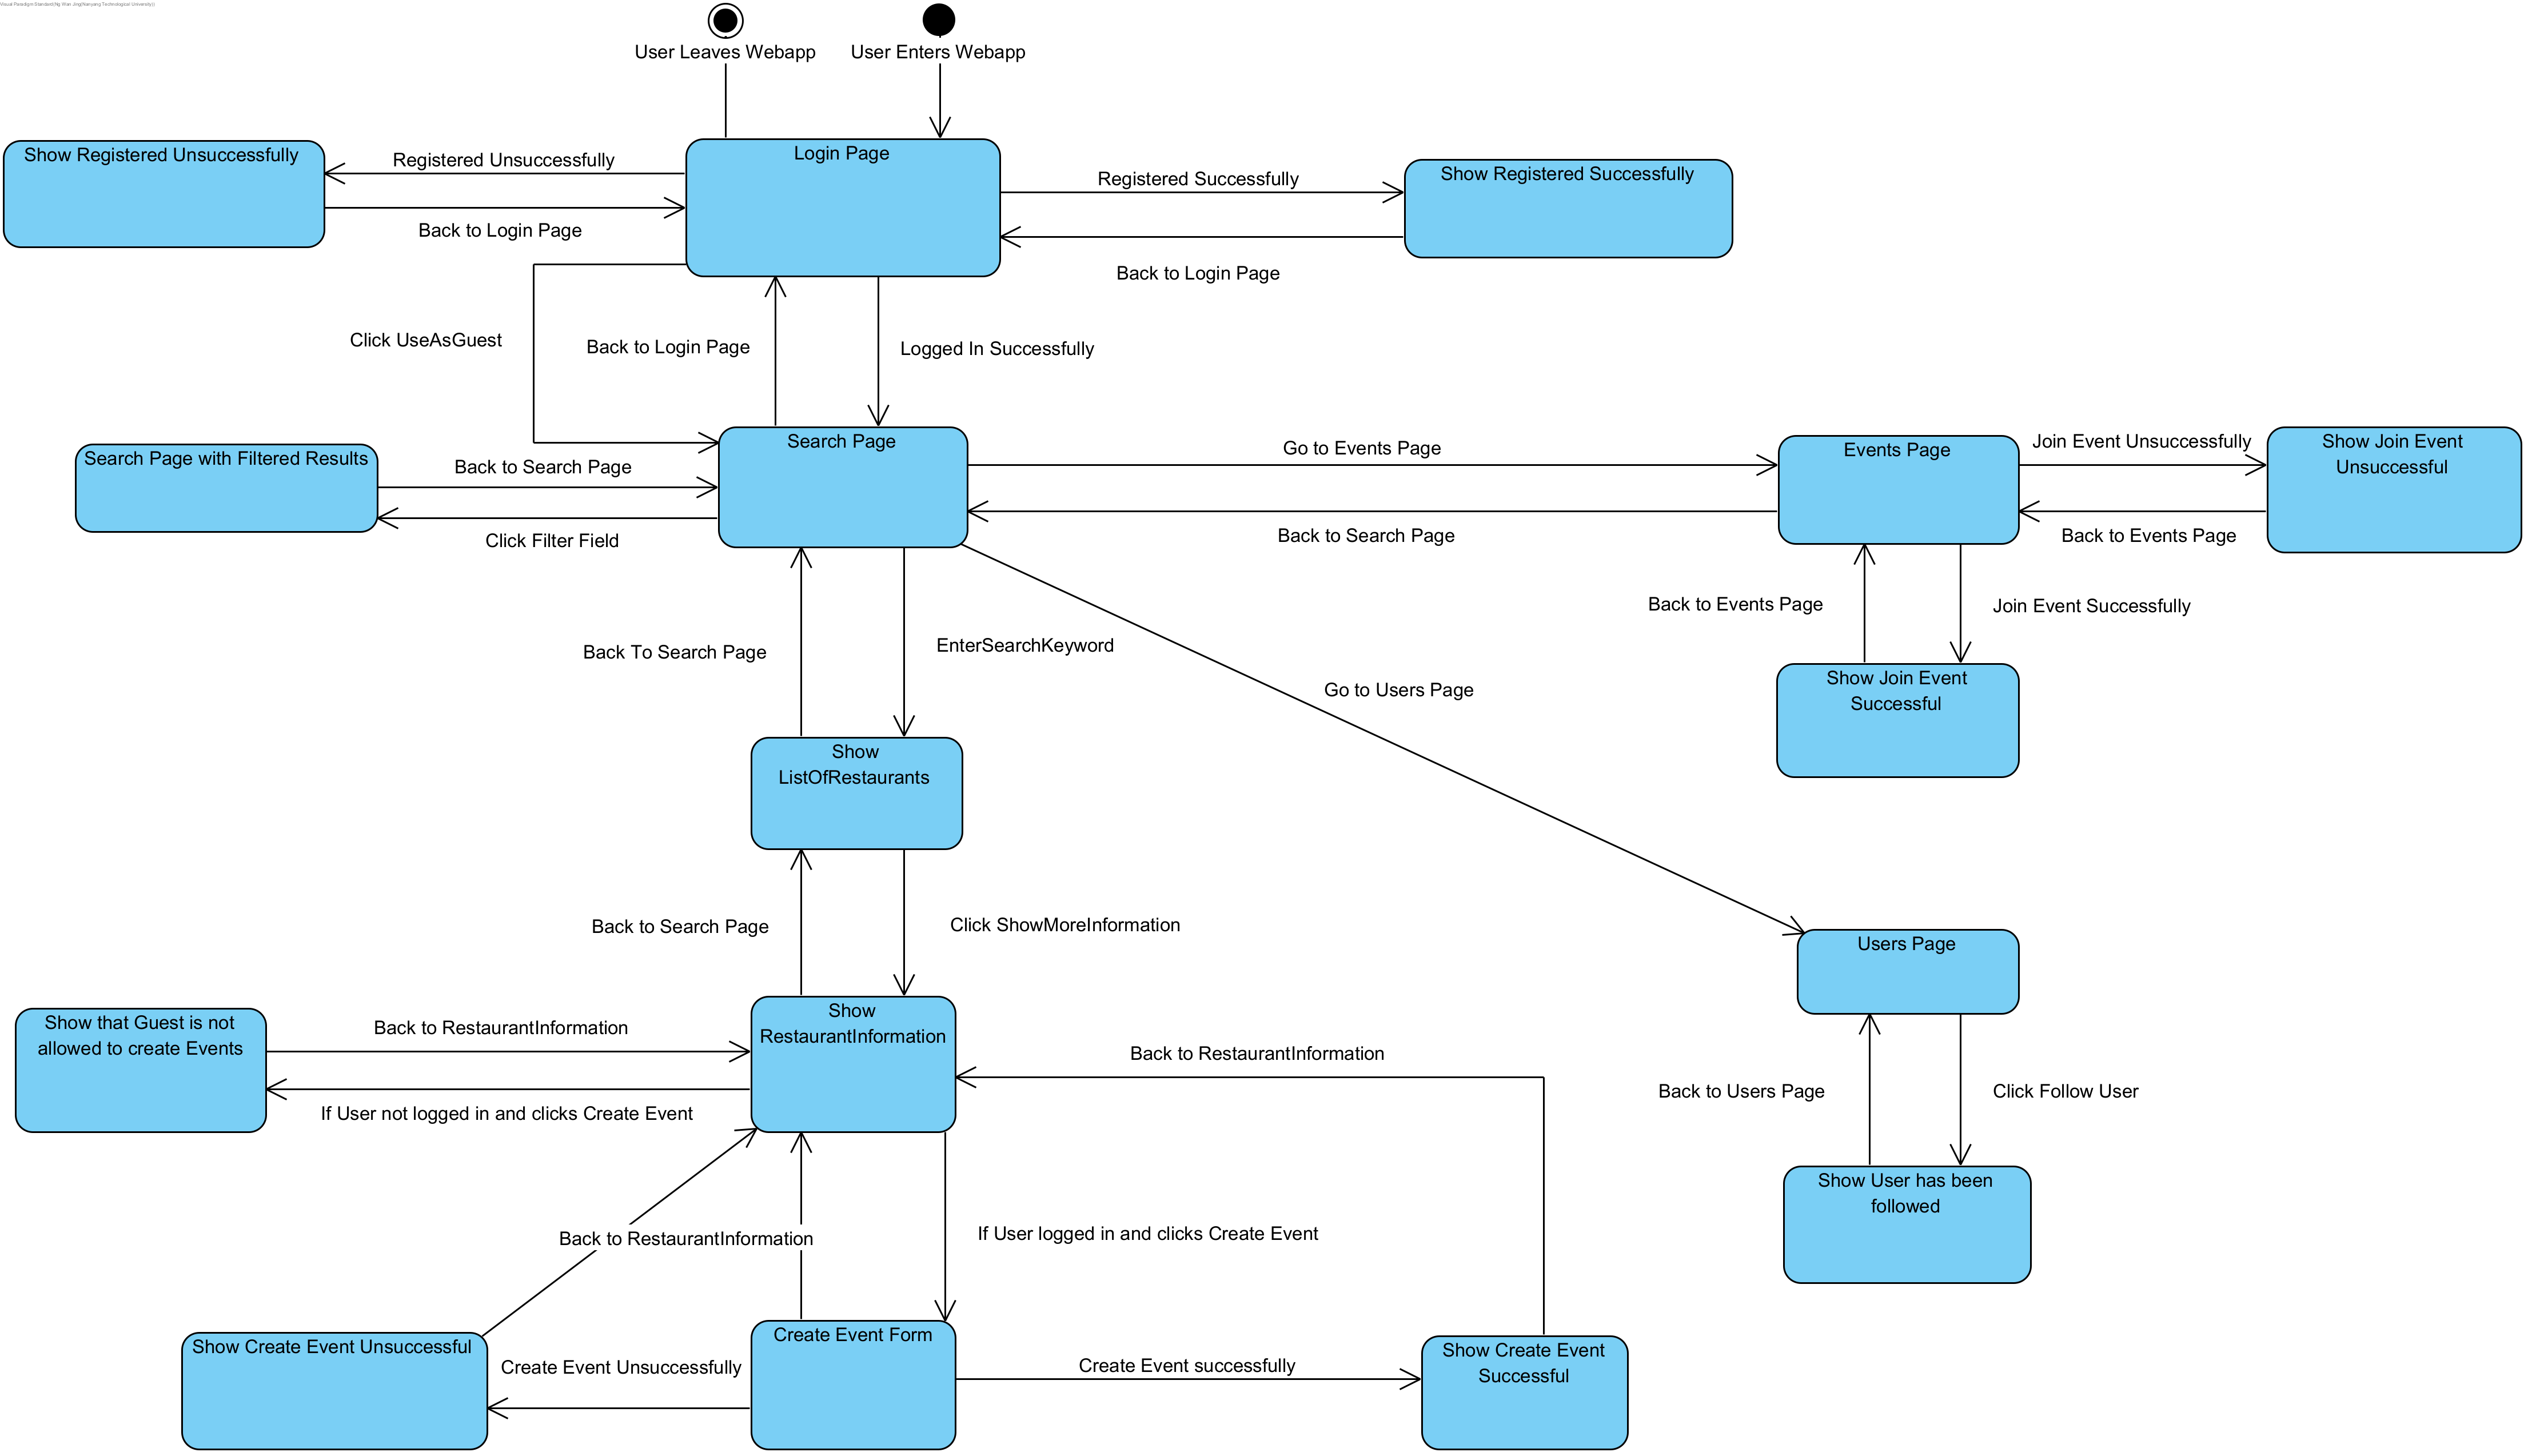 Visual Paradigm Standard(Ng Wan Jing(Nanyang Technological University))
User Leaves Webapp
User Enters Webapp
Show Registered Unsuccessfully
Registered Unsuccessfully
Back to Login Page
Login Page
Registered Successfully
Back to Login Page
Show Registered Successfully
Click UseAsGuest
Back to Login Page
Logged In Successfully
Search Page with Filtered Results
Back to Search Page
Click Filter Field
Search Page
Go to Events Page
Back to Search Page
Events Page
Join Event Unsuccessfully
Back to Events Page
Show Join Event
Unsuccessful
Back to Events Page
Join Event Successfully
Show Join Event
Successful
Back To Search Page
EnterSearchKeyword
Go to Users Page
Show
ListOfRestaurants
Back to Search Page
Click ShowMoreInformation
Users Page
Show that Guest is not
allowed to create Events
Back to RestaurantInformation
If User not logged in and clicks Create Event
Show
RestaurantInformation
Back to RestaurantInformation
Back to Users Page
Click Follow User
Show User has been
followed
Back to RestaurantInformation
If User logged in and clicks Create Event
Show Create Event Unsuccessful
Create Event Unsuccessfully
Create Event Form
Create Event successfully
Show Create Event
Successful